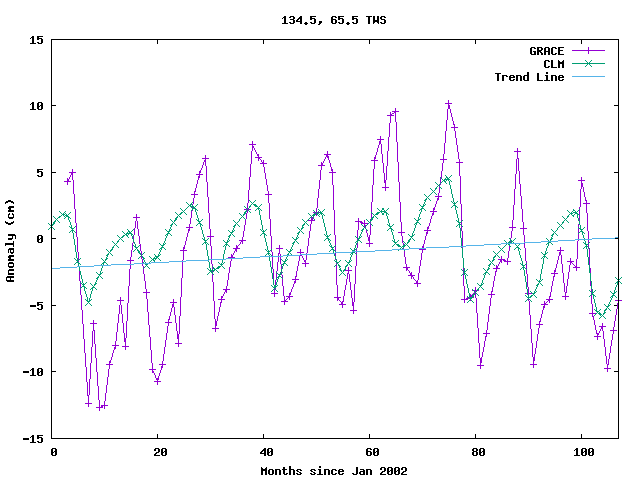 134.5, 65.5 TWS
GRACE
CLM
Trend Line
15
10
5
0
-5
-10
-15
Anomaly (cm)
0 20 40 60 80 100
Months since Jan 2002